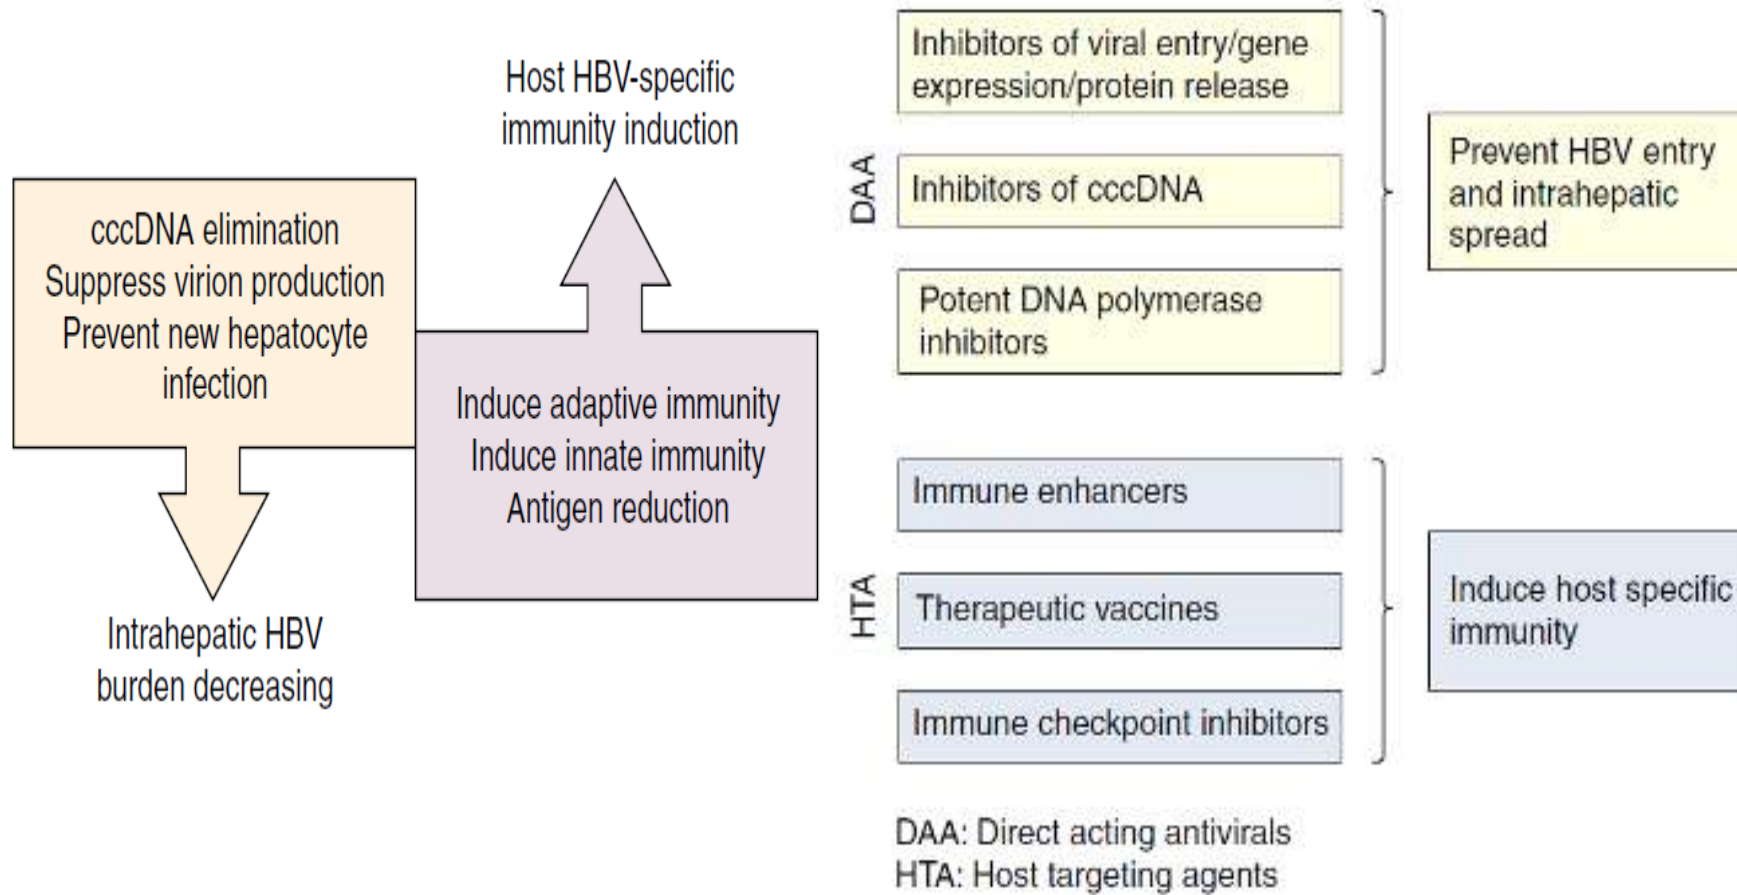 Host HBV-specific
immunity induction
cccDNA elimination
Suppress virion production
Prevent new hepatocyte
infection
Induce adaptive immunity
Induce innate immunity
Antigen reduction
Intrahepatic HBV
burden decreasing
DAA
Inhibitors of viral entry/gene
expression/protein release
Inhibitors of cccDNA
Potent DNA polymerase
inhibitors
Prevent HBV entry
and intrahepatic
spread
HTA
Immune enhancers
Therapeutic vaccines
Immune checkpoint inhibitors
Induce host specific
immunity
DAA: Direct acting antivirals
HTA: Host targeting agents